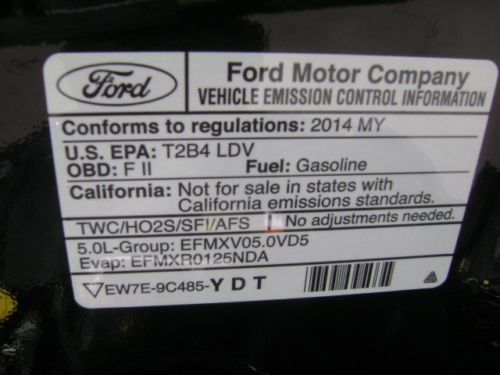 Ford
Ford Motor Company
VEHICLE EMISSION CONTROL INFORMATION
Conforms to regulations: 2014 MY
U.S. EPA: T2B4 LDV
OBD: F II Fuel: Gasoline
California: Not for sale in states with
California emissions standards.
TWC/HO2S/SFI/AFS No adjustments needed.
5.0L-Group: EFMXV05.0VD5
Evap: EFMXR0125NDA
EW7E-9C485-YDT